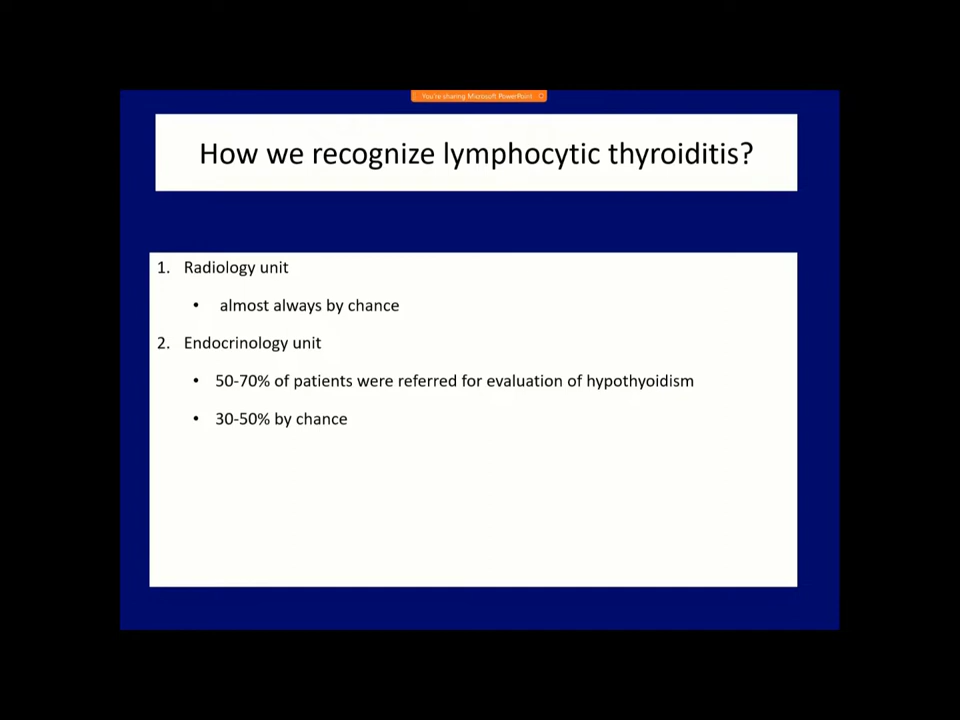 You're sharing Microsoft PowerPoint
How we recognize lymphocytic thyroiditis?
1. Radiology unit
• almost always by chance
2. Endocrinology unit
• 50-70% of patients were referred for evaluation of hypothyoidism
• 30-50% by chance